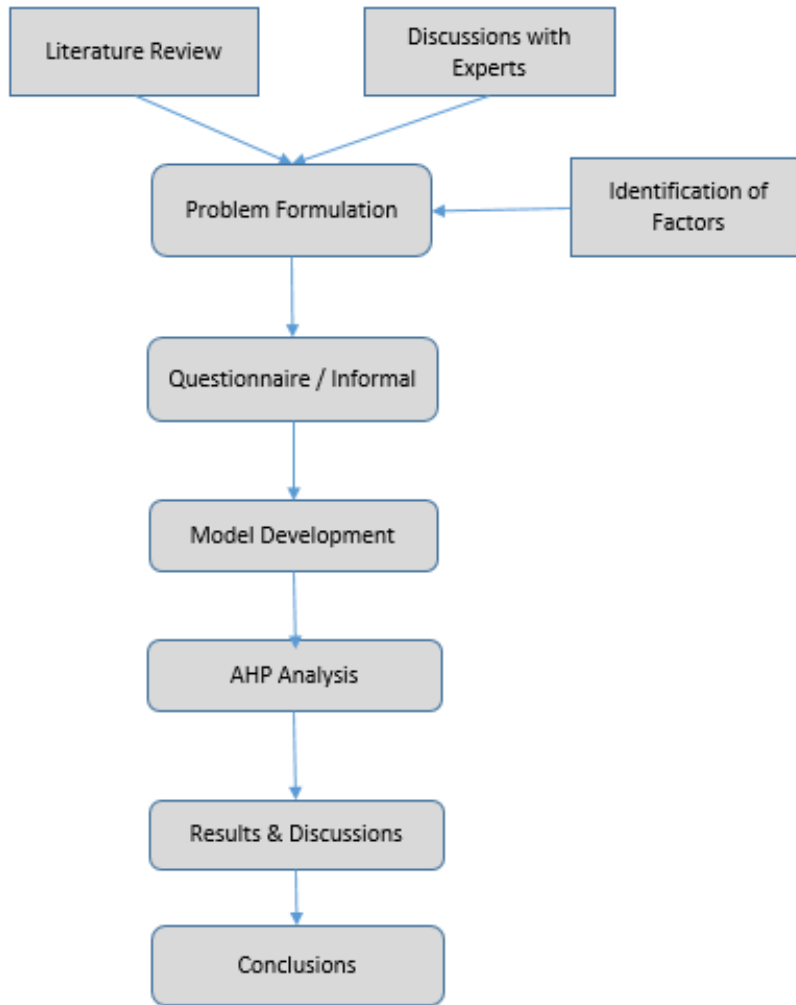 Literature Review
Discussions with
Experts
Problem Formulation
Identification of
Factors
Questionnaire / Informal
Model Development
AHP Analysis
Results & Discussions
Conclusions